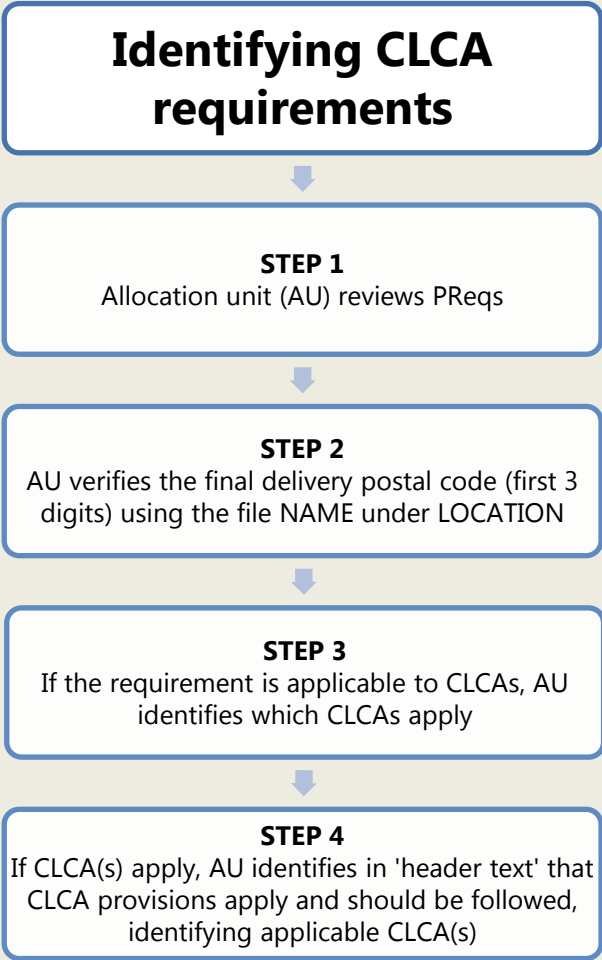 Identifying CLCA
requirements
STEP 1
Allocation unit (AU) reviews PReqs
STEP 2
AU verifies the final delivery postal code (first 3
digits) using the file NAME under LOCATION
STEP 3
If the requirement is applicable to CLCAs, AU
identifies which CLCAs apply
STEP 4
If CLCA(s) apply, AU identifies in 'header text' that
CLCA provisions apply and should be followed,
identifying applicable CLCA(s)